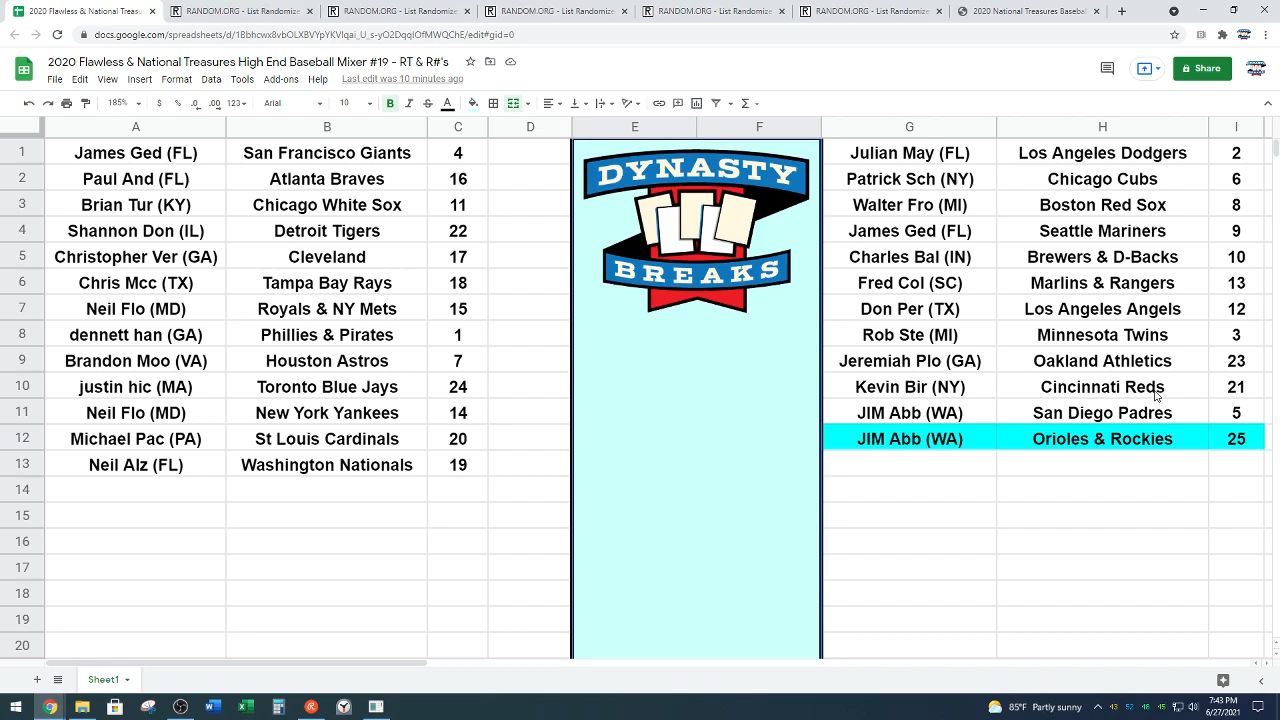 2020 Flawless & National Treasu
RANDOM.ORG - List Randomize
RANDOM.ORG - List Randomize
RANDOM.ORG - List Randomize
RANDOM.ORG - List Randomize
RANDOM.ORG - List Randomize
2020 National Treasures Baseba
docs.google.com/spreadsheets/d/1Bbhcwx8vbOLXBVYpYKVlqai_U_s-yO2DqqIOfMWQChE/edit#gid=0
2020 Flawless & National Treasures High End Baseball Mixer #19 - RT & R#'s
File Edit View Insert Format Data Tools Add-ons Help Last edit was 10 minutes ago
Share
185% $ % .0 .00 123 Arial 10 B I S A
A B C D E F G H I
1 James Ged (FL) San Francisco Giants 4 Julian May (FL) Los Angeles Dodgers 2
2 Paul And (FL) Atlanta Braves 16 Patrick Sch (NY) Chicago Cubs 6
3 Brian Tur (KY) Chicago White Sox 11 Walter Fro (MI) Boston Red Sox 8
4 Shannon Don (IL) Detroit Tigers 22 James Ged (FL) Seattle Mariners 9
5 Christopher Ver (GA) Cleveland 17 Charles Bal (IN) Brewers & D-Backs 10
6 Chris Mcc (TX) Tampa Bay Rays 18 Fred Col (SC) Marlins & Rangers 13
7 Neil Flo (MD) Royals & NY Mets 15 Don Per (TX) Los Angeles Angels 12
8 dennett han (GA) Phillies & Pirates 1 Rob Ste (MI) Minnesota Twins 3
9 Brandon Moo (VA) Houston Astros 7 Jeremiah Plo (GA) Oakland Athletics 23
10 justin hic (MA) Toronto Blue Jays 24 Kevin Bir (NY) Cincinnati Reds 21
11 Neil Flo (MD) New York Yankees 14 JIM Abb (WA) San Diego Padres 5
12 Michael Pac (PA) St Louis Cardinals 20 JIM Abb (WA) Orioles & Rockies 25
13 Neil Alz (FL) Washington Nationals 19
14
15
16
17
18
19
20
DYNASTY
BREAKS
Sheet1
85°F Partly sunny
43 52 48 45
7:43 PM
6/27/2021